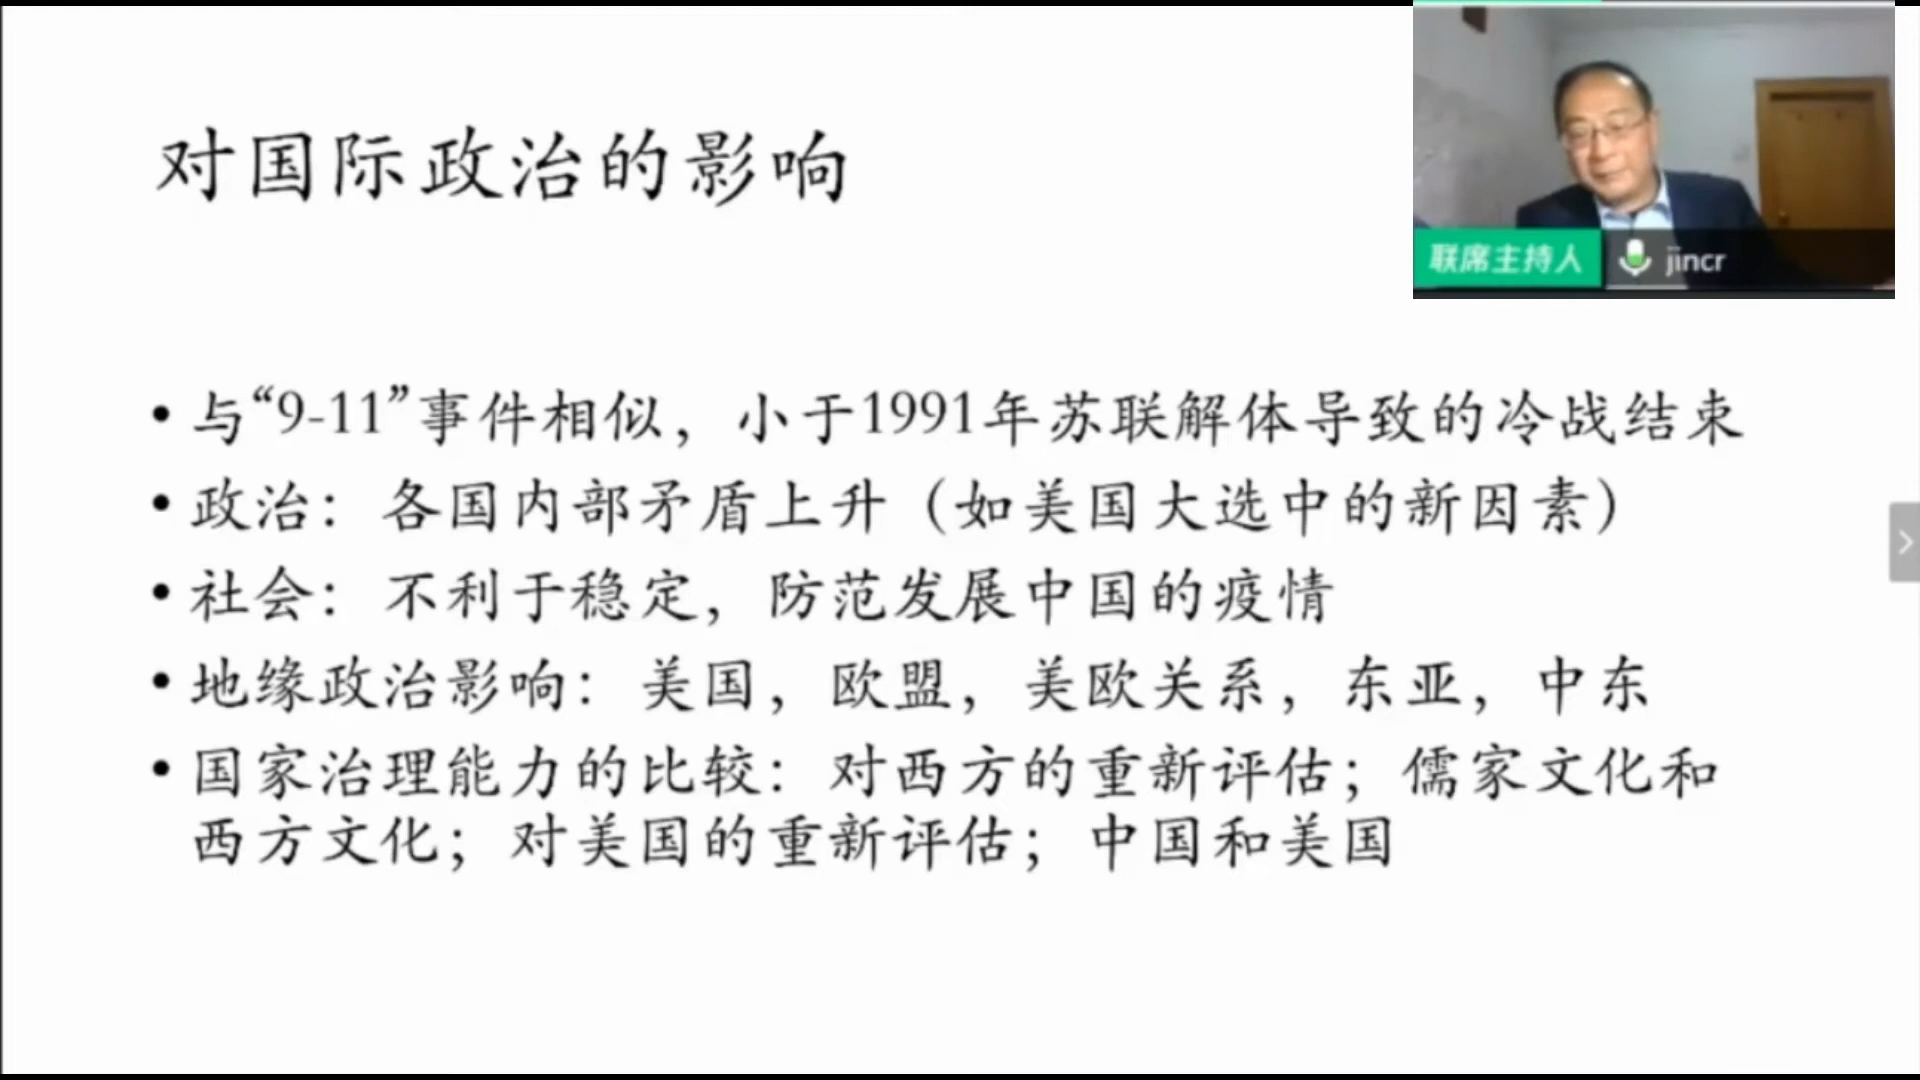 对国际政治的影响
联席主持人 jincr
• 与“9-11”事件相似，小于1991年苏联解体导致的冷战结束
• 政治：各国内部矛盾上升（如美国大选中的新因素）
• 社会：不利于稳定，防范发展中国的疫情
• 地缘政治影响：美国，欧盟，美欧关系，东亚，中东
• 国家治理能力的比较：对西方的重新评估；儒家文化和
西方文化；对美国的重新评估；中国和美国